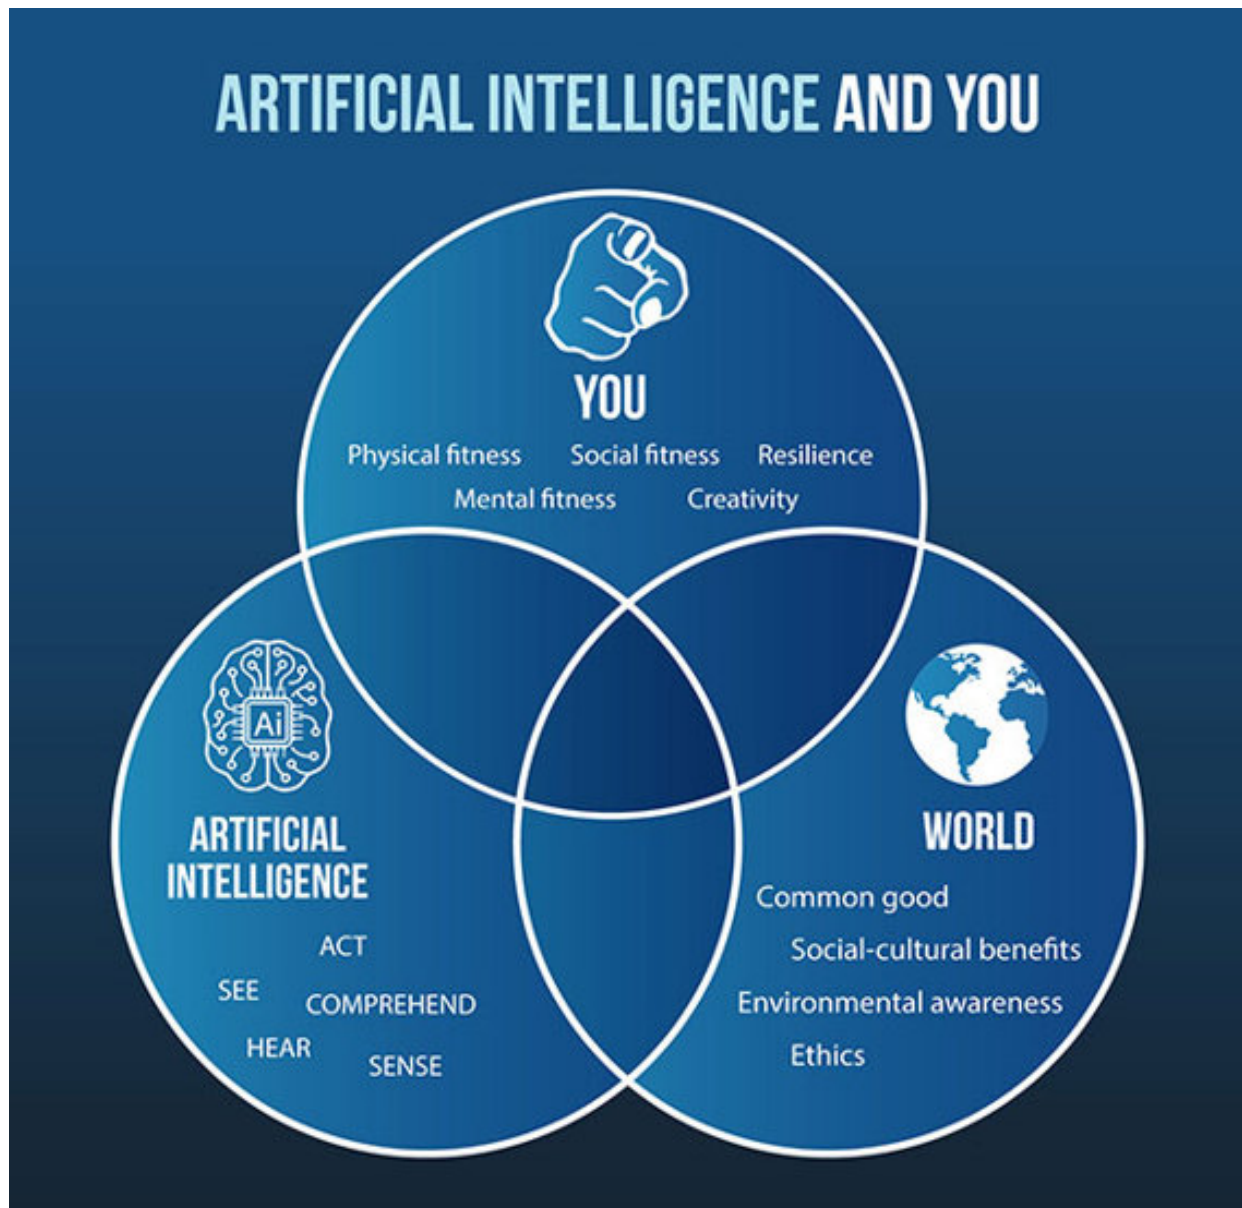 ARTIFICIAL INTELLIGENCE AND YOU
YOU
Physical fitness Social fitness Resilience
Mental fitness Creativity
Ai
ARTIFICIAL
INTELLIGENCE
ACT
SEE
COMPREHEND
HEAR
SENSE
WORLD
Common good
Social-cultural benefits
Environmental awareness
Ethics